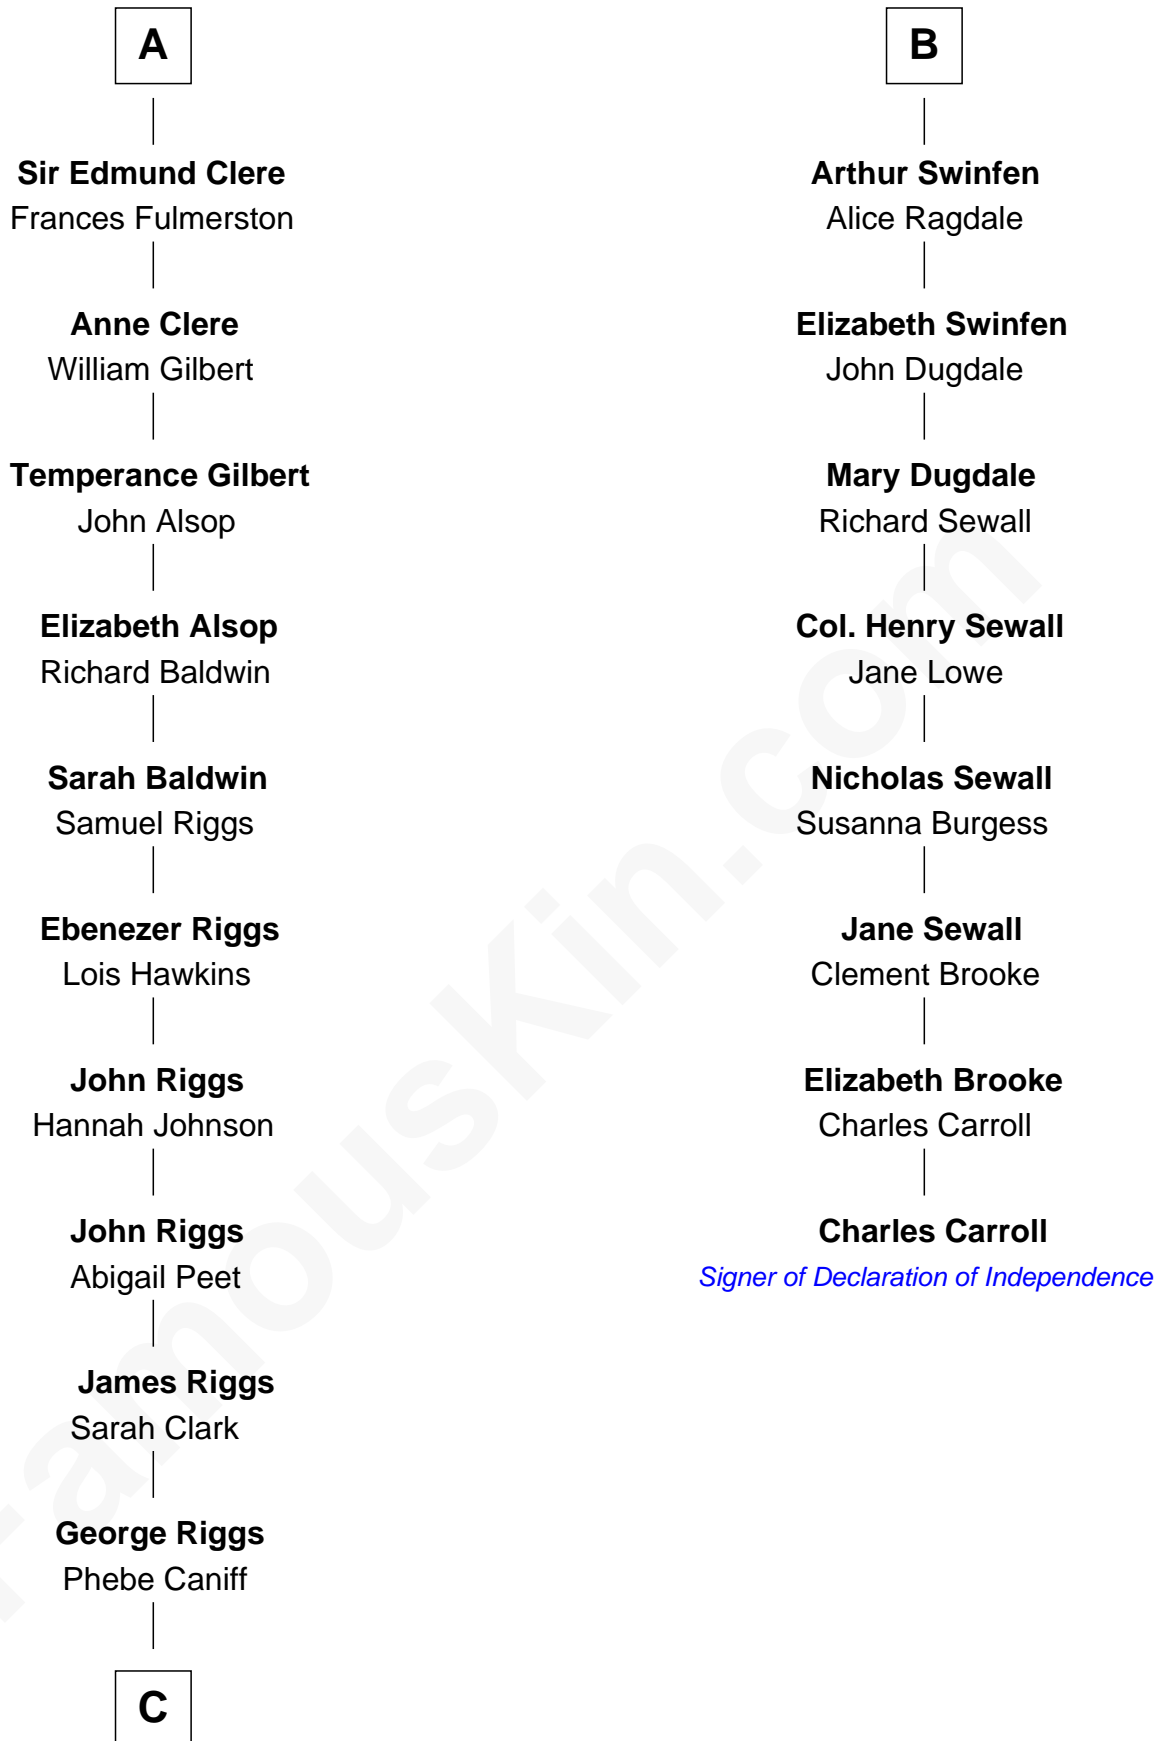 A
Sir Edmund Clere
Frances Fulmerston
Anne Clere
William Gilbert
Temperance Gilbert
John Alsop
Elizabeth Alsop
Richard Baldwin
Sarah Baldwin
Samuel Riggs
Ebenezer Riggs
Lois Hawkins
John Riggs
Hannah Johnson
John Riggs
Abigail Peet
James Riggs
Sarah Clark
George Riggs
Phebe Caniff
C
B
Arthur Swinfen
Alice Ragdale
Elizabeth Swinfen
John Dugdale
Mary Dugdale
Richard Sewall
Col. Henry Sewall
Jane Lowe
Nicholas Sewall
Susanna Burgess
Jane Sewall
Clement Brooke
Elizabeth Brooke
Charles Carroll
Charles Carroll
Signer of Declaration of Independence
FamousKin.com